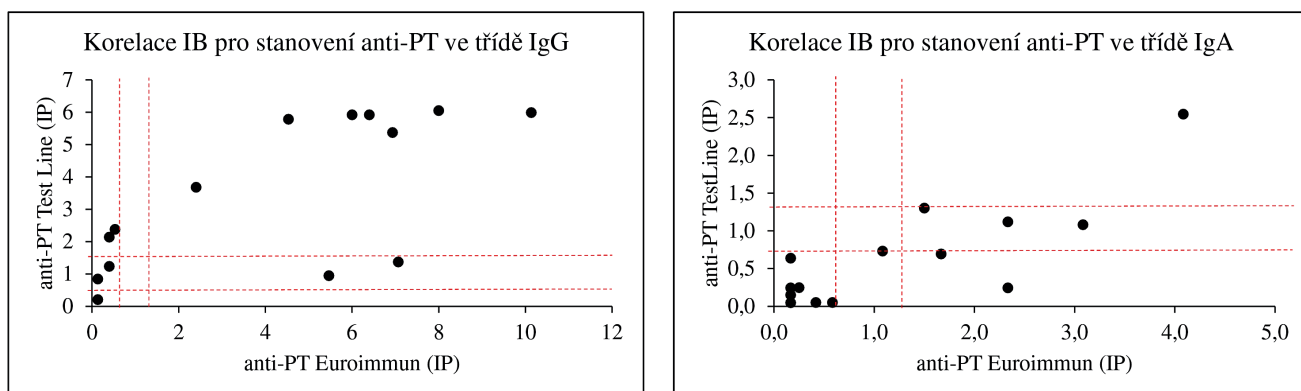 Korelace IB pro stanovení anti-PT ve třídě IgG
anti-PT Test Line (IP)
7
6
5
4
3
2
1
0
0 2 4 6 8 10 12
anti-PT Euroimmun (IP)
Korelace IB pro stanovení anti-PT ve třídě IgA
anti-PT TestLine (IP)
3,0
2,5
2,0
1,5
1,0
0,5
0,0
0,0 1,0 2,0 3,0 4,0 5,0
anti-PT Euroimmun (IP)